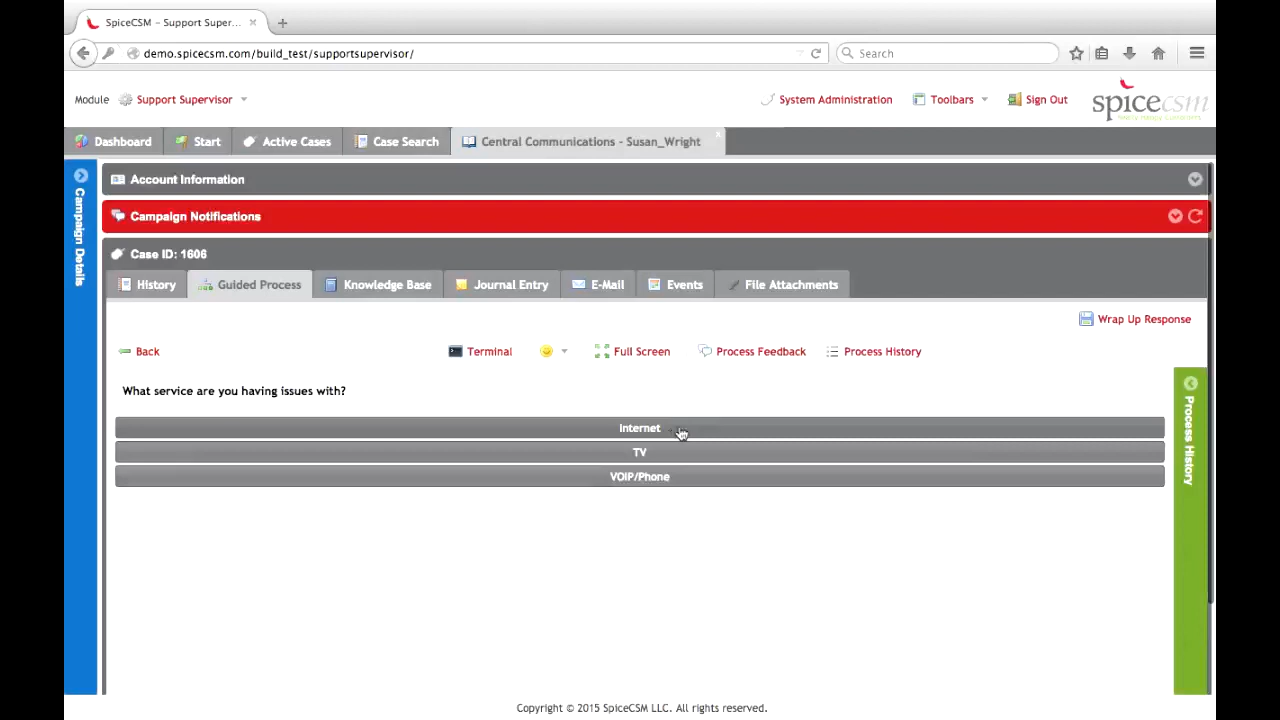 SpiceCSM – Support Super...
demo.spicecsm.com/build_test/supportsupervisor/
Search
Module Support Supervisor
System Administration Toolbars Sign Out
spicecsm
Dashboard Start Active Cases Case Search Central Communications - Susan_Wright
Campaign Details
Account Information
Campaign Notifications
Case ID: 1606
History Guided Process Knowledge Base Journal Entry E-Mail Events File Attachments
Wrap Up Response
Back Terminal Full Screen Process Feedback Process History
What service are you having issues with?
Internet
TV
VOIP/Phone
Process History
Copyright © 2015 SpiceCSM LLC. All rights reserved.